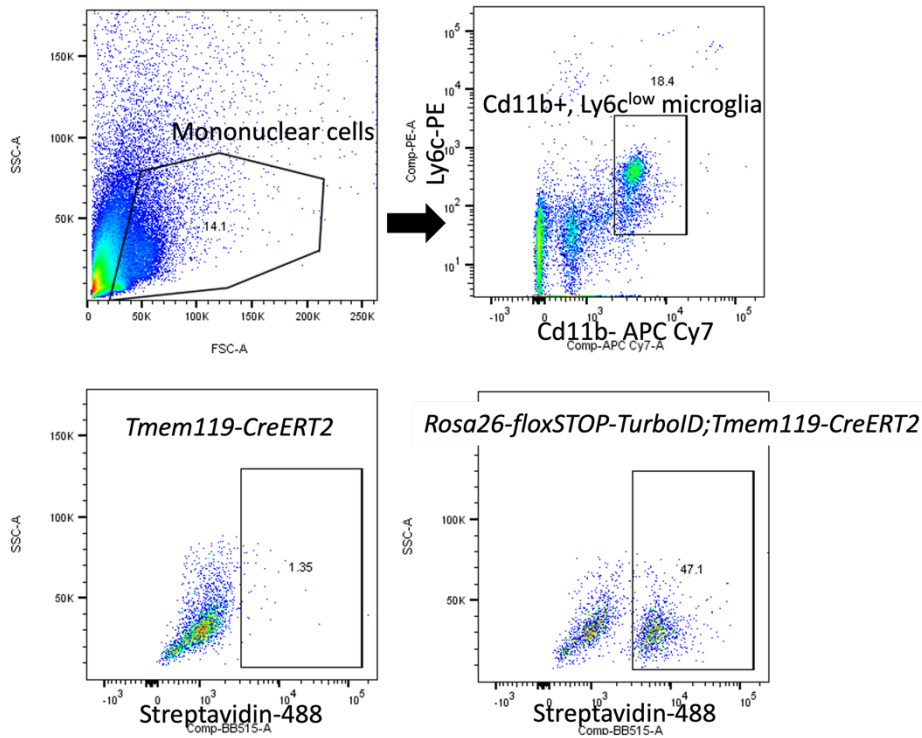 150K
100K
50K
0
SSC-A
Mononuclear cells
14.1
0 50K 100K 150K 200K 250K
FSC-A
10^5
10^4
10^3
10^2
10^1
Comp-PE-A
Ly6c-PE
18.4
Cd11b+, Ly6c^low microglia
-10^3 0 10^4 10^5
Cd11b- APC Cy7
Comp-APC Cy7-A
150K
100K
50K
0
SSC-A
Tmem119-CreERT2
1.35
-10^3 0 10^3 10^4 10^5
Streptavidin-488
Comp-BB515-A
Rosa26-floxSTOP-TurboID;Tmem119-CreERT2
100K
50K
0
SSC-A
47.1
-10^3 0 10^3 10^4 10^5
Streptavidin-488
Comp-BB515-A